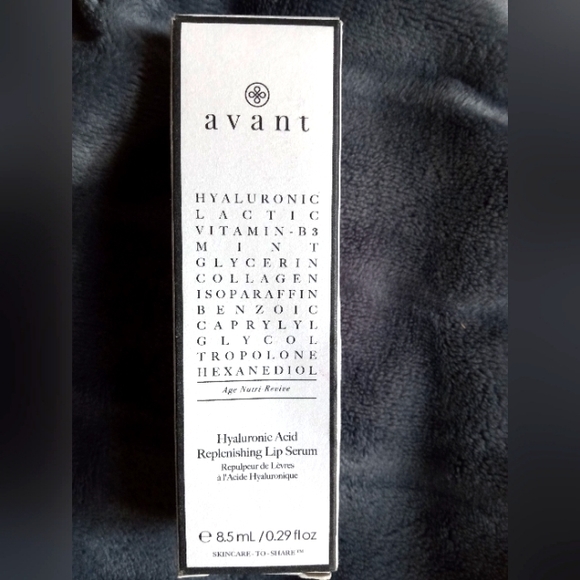 avant
HYALURONIC
LACTIC
VITAMIN-B3
MINT
GLYCERIN
COLLAGEN
ISOPARAFFIN
BENZOIC
CAPRYLYL
GLYCOL
TROPOLONE
HEXANEDIOL
Age Nutri Revive
Hyaluronic Acid
Replenishing Lip Serum
Repulpeur de Lèvres
à l'Acide Hyaluronique
℮ 8.5 mL / 0.29 fl oz
SKINCARE-TO-SHARE™